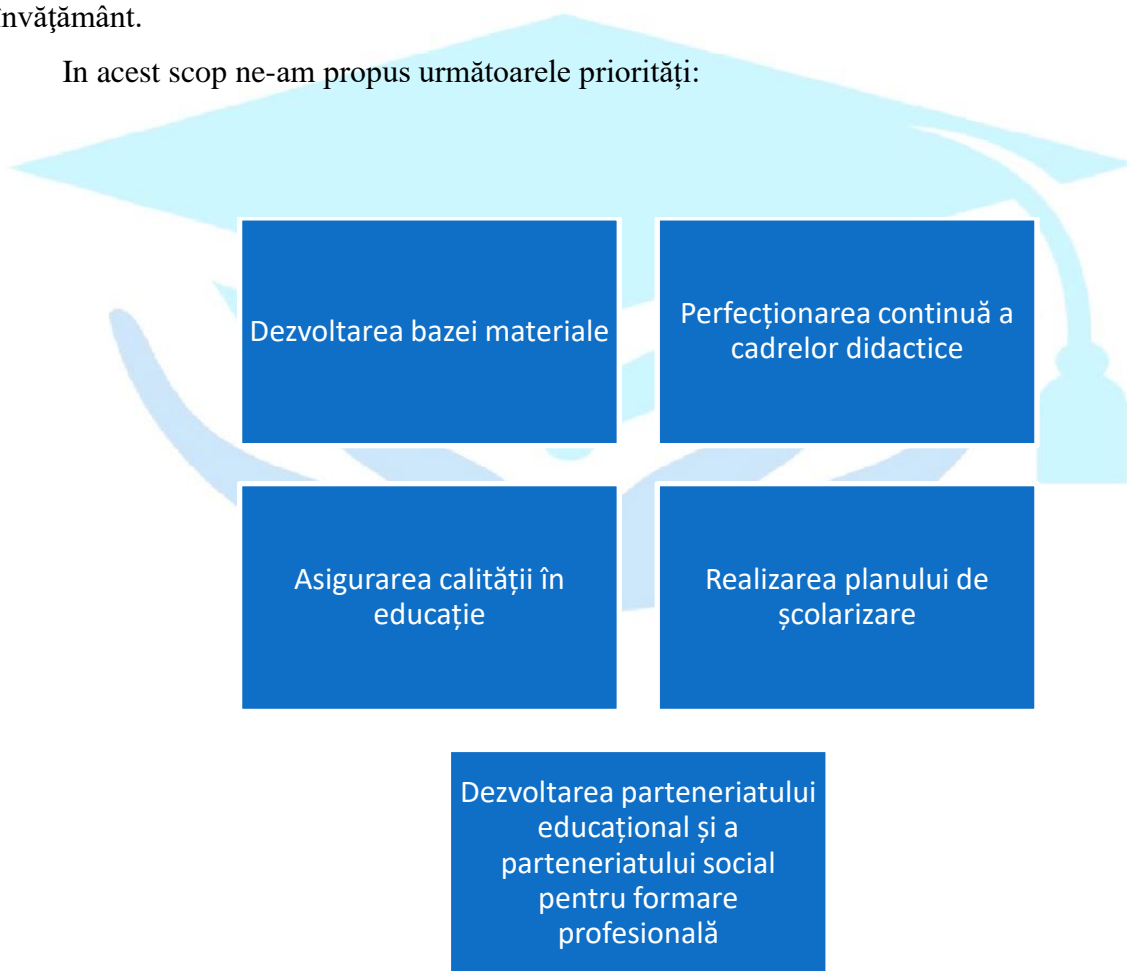 învăţământ.
In acest scop ne-am propus următoarele priorități:
Dezvoltarea bazei materiale
Perfecționarea continuă a
cadrelor didactice
Asigurarea calității în
educație
Realizarea planului de
școlarizare
Dezvoltarea parteneriatului
educațional și a
parteneriatului social
pentru formare
profesională